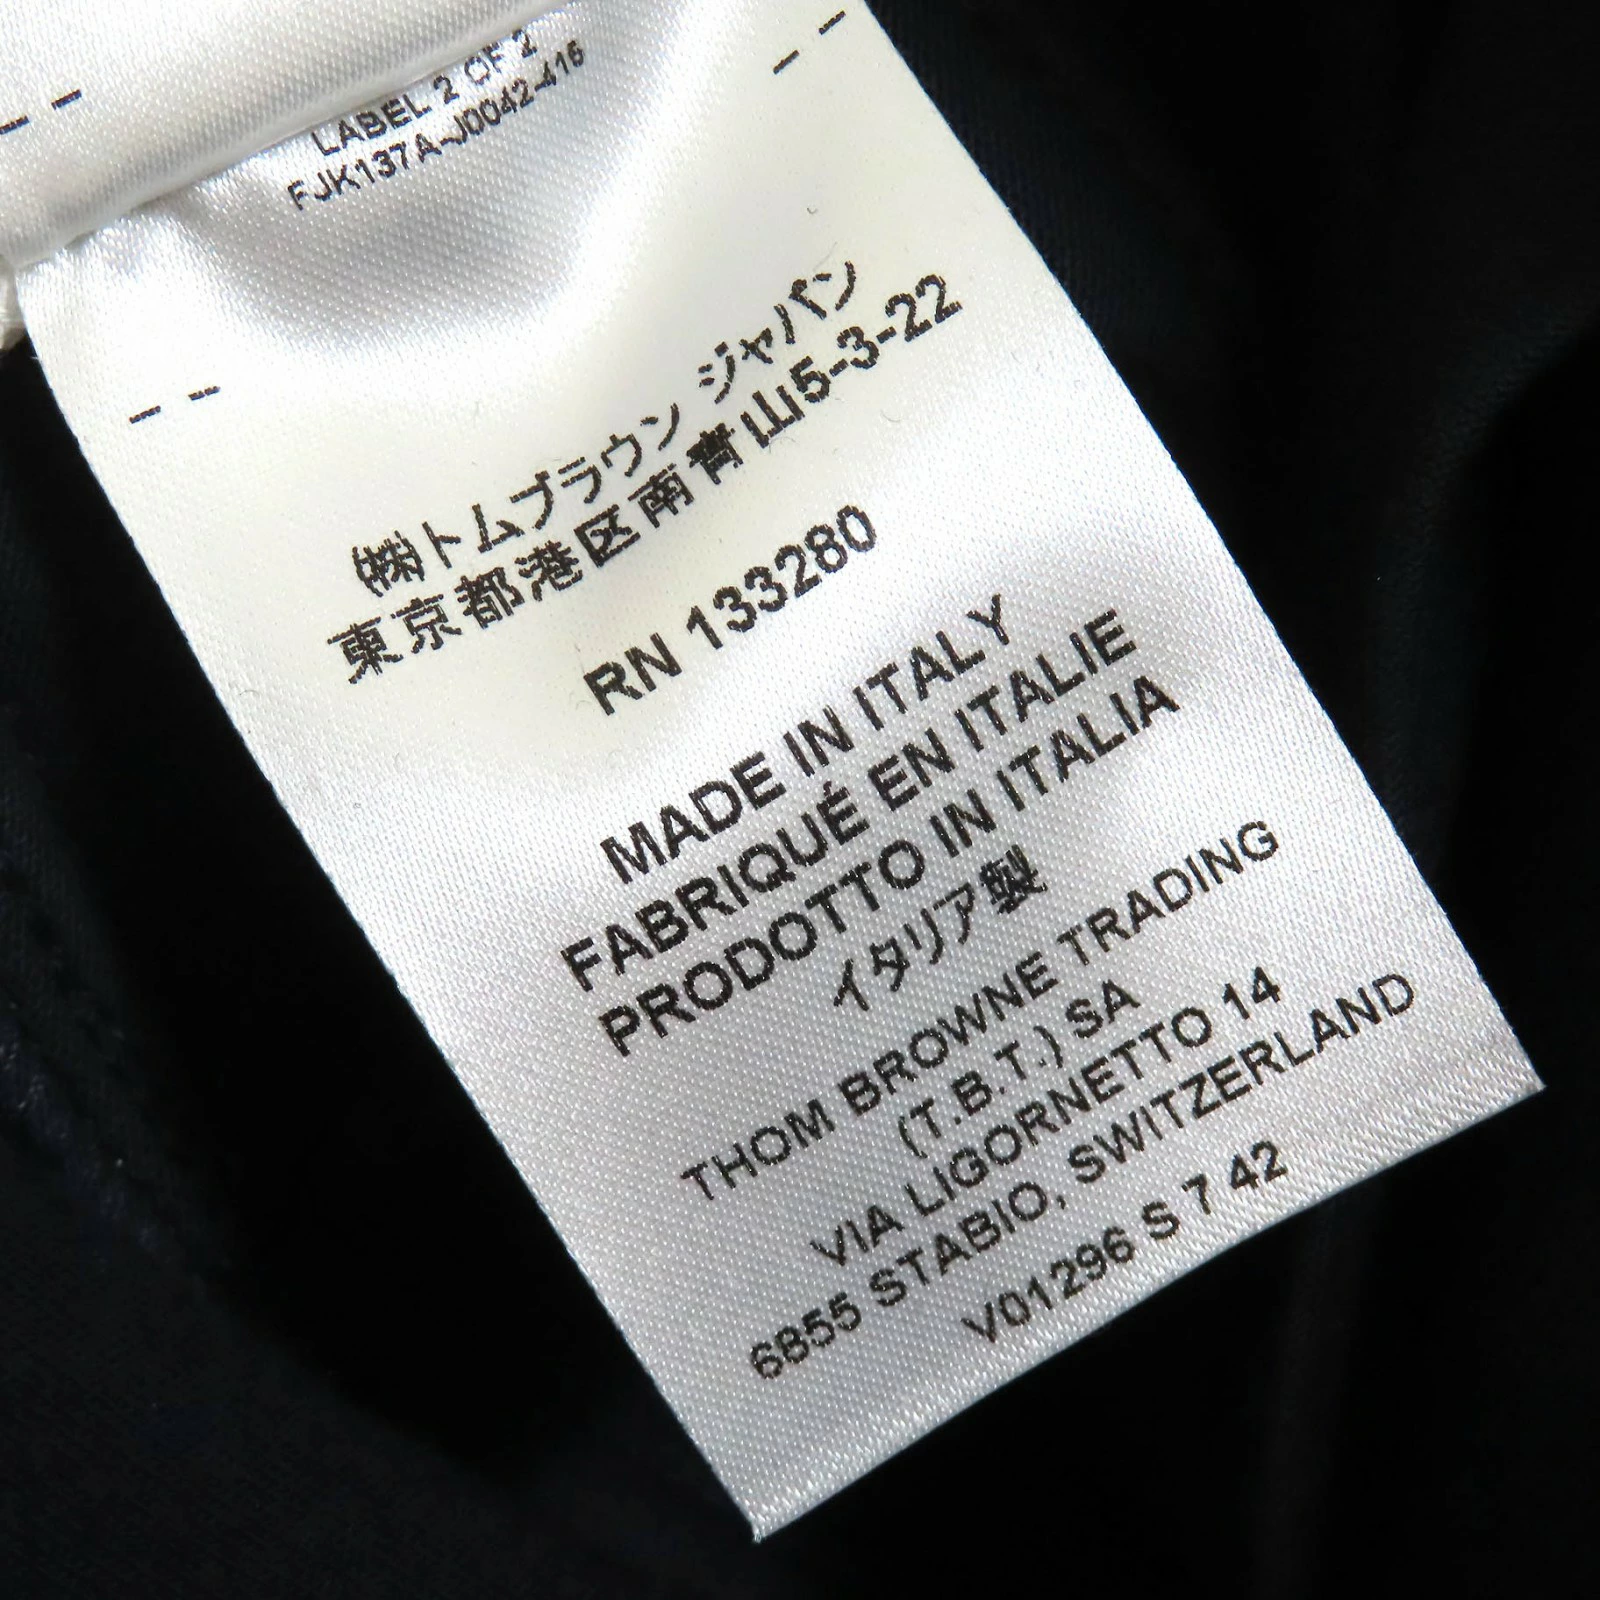 LABEL 2 OF 2
FJK137A-J0042-416
(株)トムブラウン ジャパン
東京都港区南青山5-3-22
RN 133280
MADE IN ITALY
FABRIQUÉ EN ITALIE
PRODOTTO IN ITALIA
イタリア製
THOM BROWNE TRADING
(T.B.T.) SA
VIA LIGORNETTO 14
6855 STABIO, SWITZERLAND
V01296 S 7 42